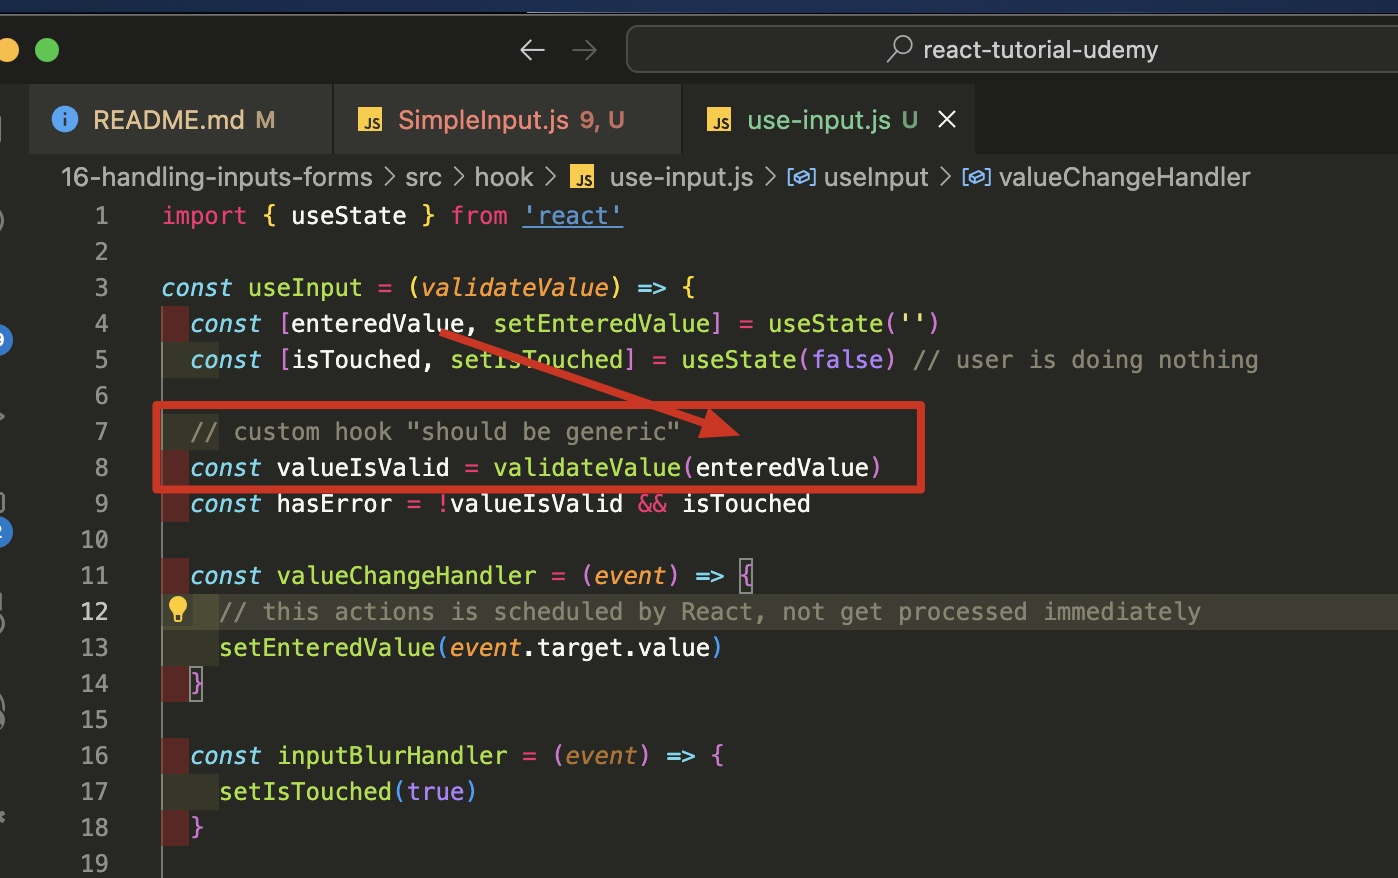 react-tutorial-udemy
README.md M
JS SimpleInput.js 9, U
JS use-input.js U
16-handling-inputs-forms > src > hook > JS use-input.js > useInput > valueChangeHandler
1 import { useState } from 'react'
2
3 const useInput = (validateValue) => {
4 const [enteredValue, setEnteredValue] = useState('')
5 const [isTouched, setIsTouched] = useState(false) // user is doing nothing
6
7 // custom hook "should be generic"
8 const valueIsValid = validateValue(enteredValue)
9 const hasError = !valueIsValid && isTouched
10
11 const valueChangeHandler = (event) => {
12 // this actions is scheduled by React, not get processed immediately
13 setEnteredValue(event.target.value)
14 }
15
16 const inputBlurHandler = (event) => {
17 setIsTouched(true)
18 }
19